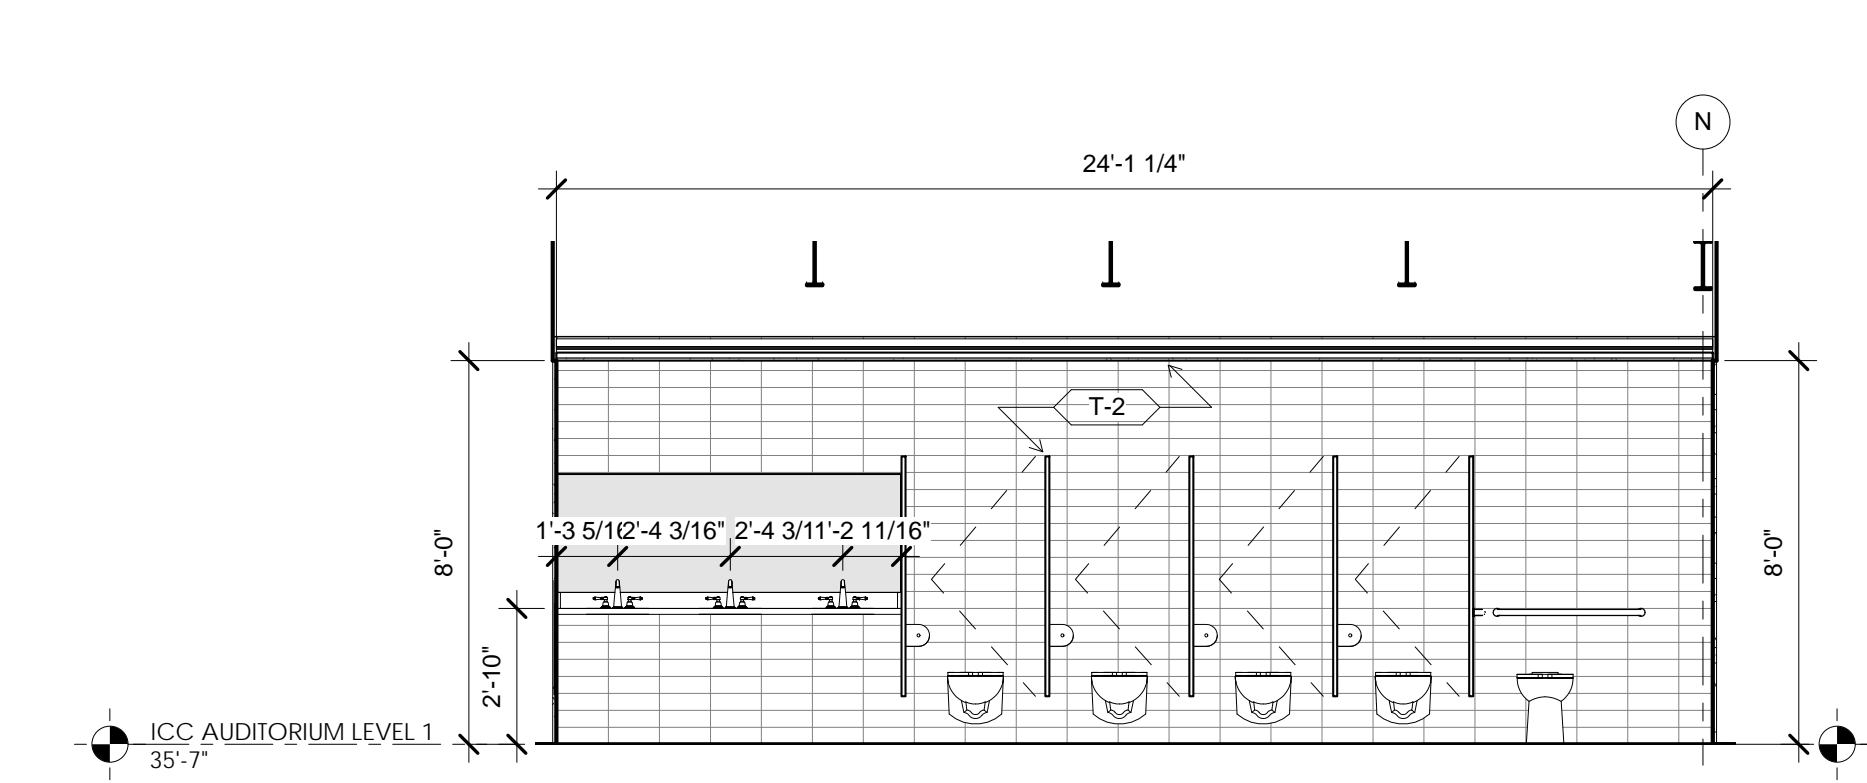 N
24'-1 1/4"
T-2
1'-3 5/16 2'-4 3/16" 2'-4 3/1 1'-2 11/16"
8'-0"
8'-0"
2'-10"
ICC AUDITORIUM LEVEL 1
35'-7"